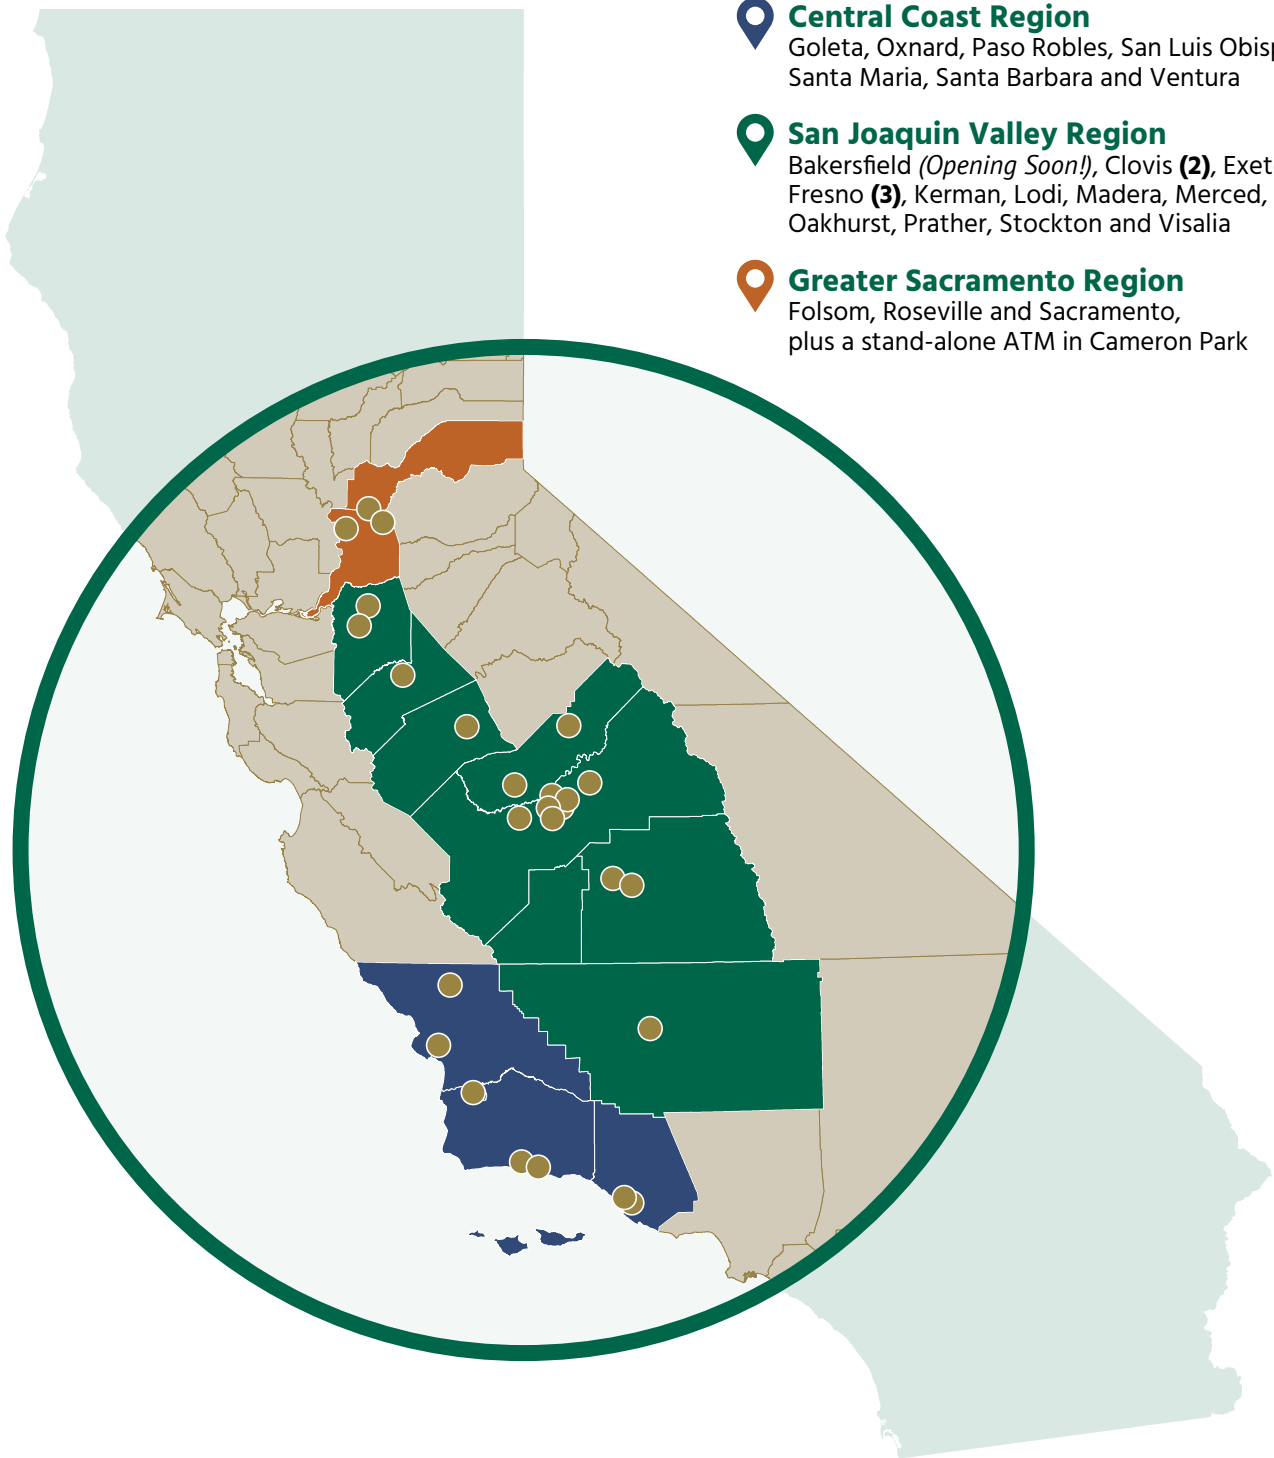 Central Coast Region
Goleta, Oxnard, Paso Robles, San Luis Obisp
Santa Maria, Santa Barbara and Ventura
San Joaquin Valley Region
Bakersfield (Opening Soon!), Clovis (2), Exet
Fresno (3), Kerman, Lodi, Madera, Merced,
Oakhurst, Prather, Stockton and Visalia
Greater Sacramento Region
Folsom, Roseville and Sacramento,
plus a stand-alone ATM in Cameron Park